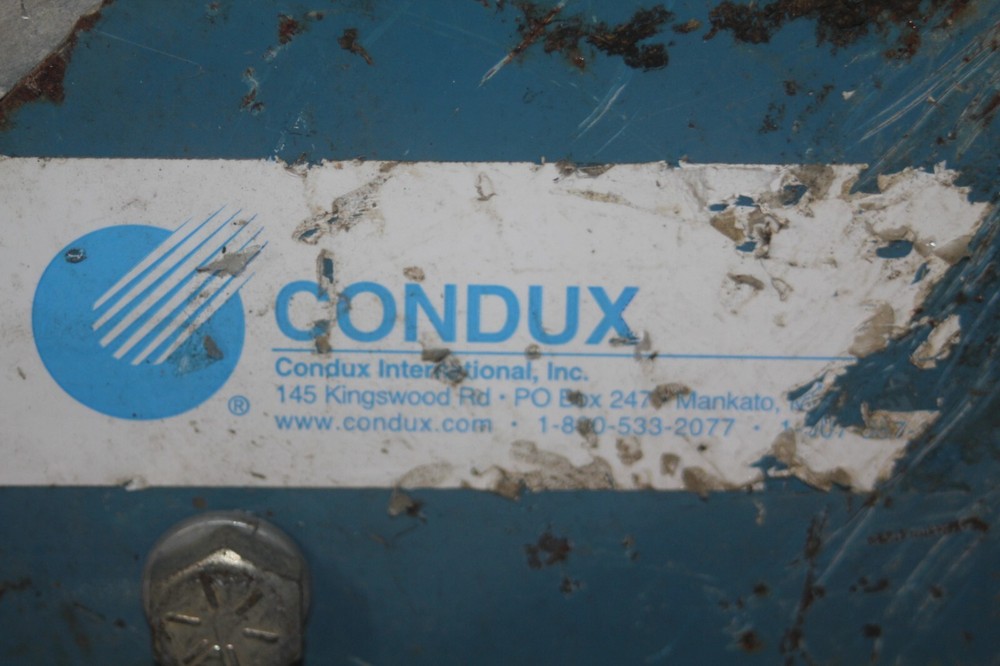 CONDUX
Condux International, Inc.
145 Kingswood Rd · PO Box 247 · Mankato,
www.condux.com · 1-800-533-2077 ·
®